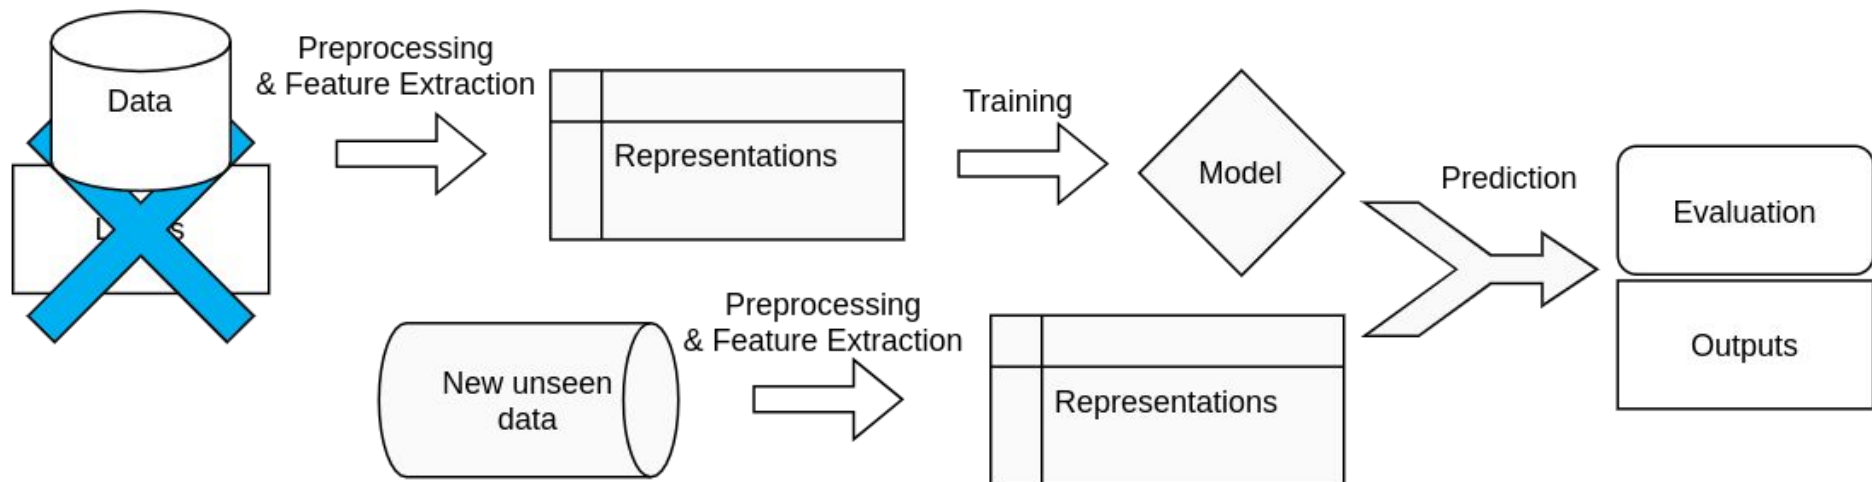 Data
Preprocessing
& Feature Extraction
Representations
Training
Model
Prediction
Evaluation
Outputs
New unseen
data
Preprocessing
& Feature Extraction
Representations